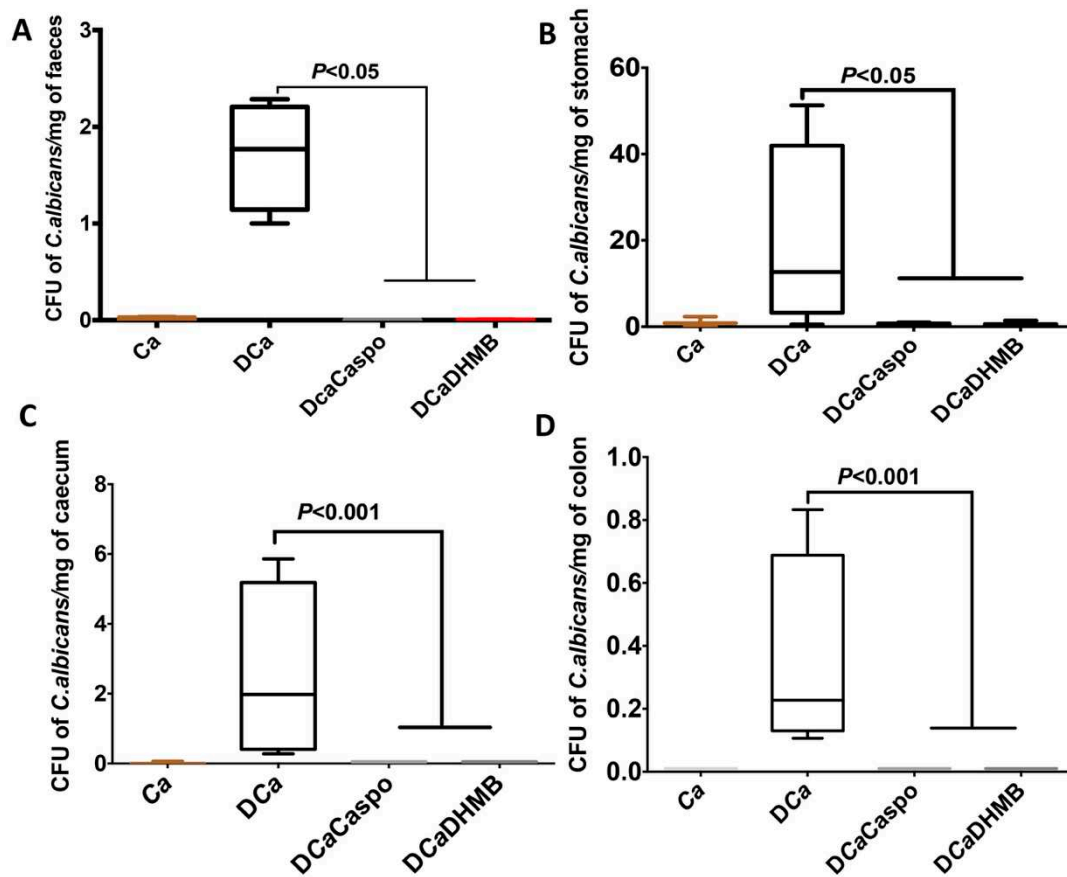 A
CFU of C.albicans/mg of faeces
3
2
1
0
P<0.05
Ca
DCa
DcaCaspo
DCaDHMB
B
CFU of C.albicans/mg of stomach
60
40
20
0
P<0.05
Ca
DCa
DCaCaspo
DCaDHMB
C
CFU of C.albicans/mg of caecum
8
6
4
2
0
P<0.001
Ca
DCa
DCaCaspo
DCaDHMB
D
CFU of C.albicans/mg of colon
1.0
0.8
0.6
0.4
0.2
0.0
P<0.001
Ca
DCa
DCaCaspo
DCaDHMB